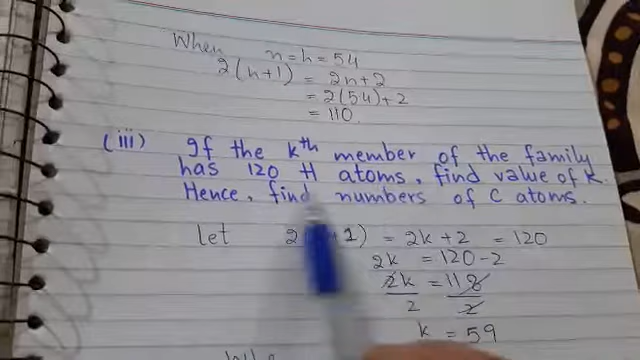 When n = h = 54
2(n+1) = 2n+2
= 2(54)+2
= 110.
(iii) If the kth member of the family
has 120 H atoms, find value of K.
Hence, find numbers of C atoms.
let 2 +1) = 2k +2 = 120
2k = 120-2
2k/2 = 118/2
k = 59